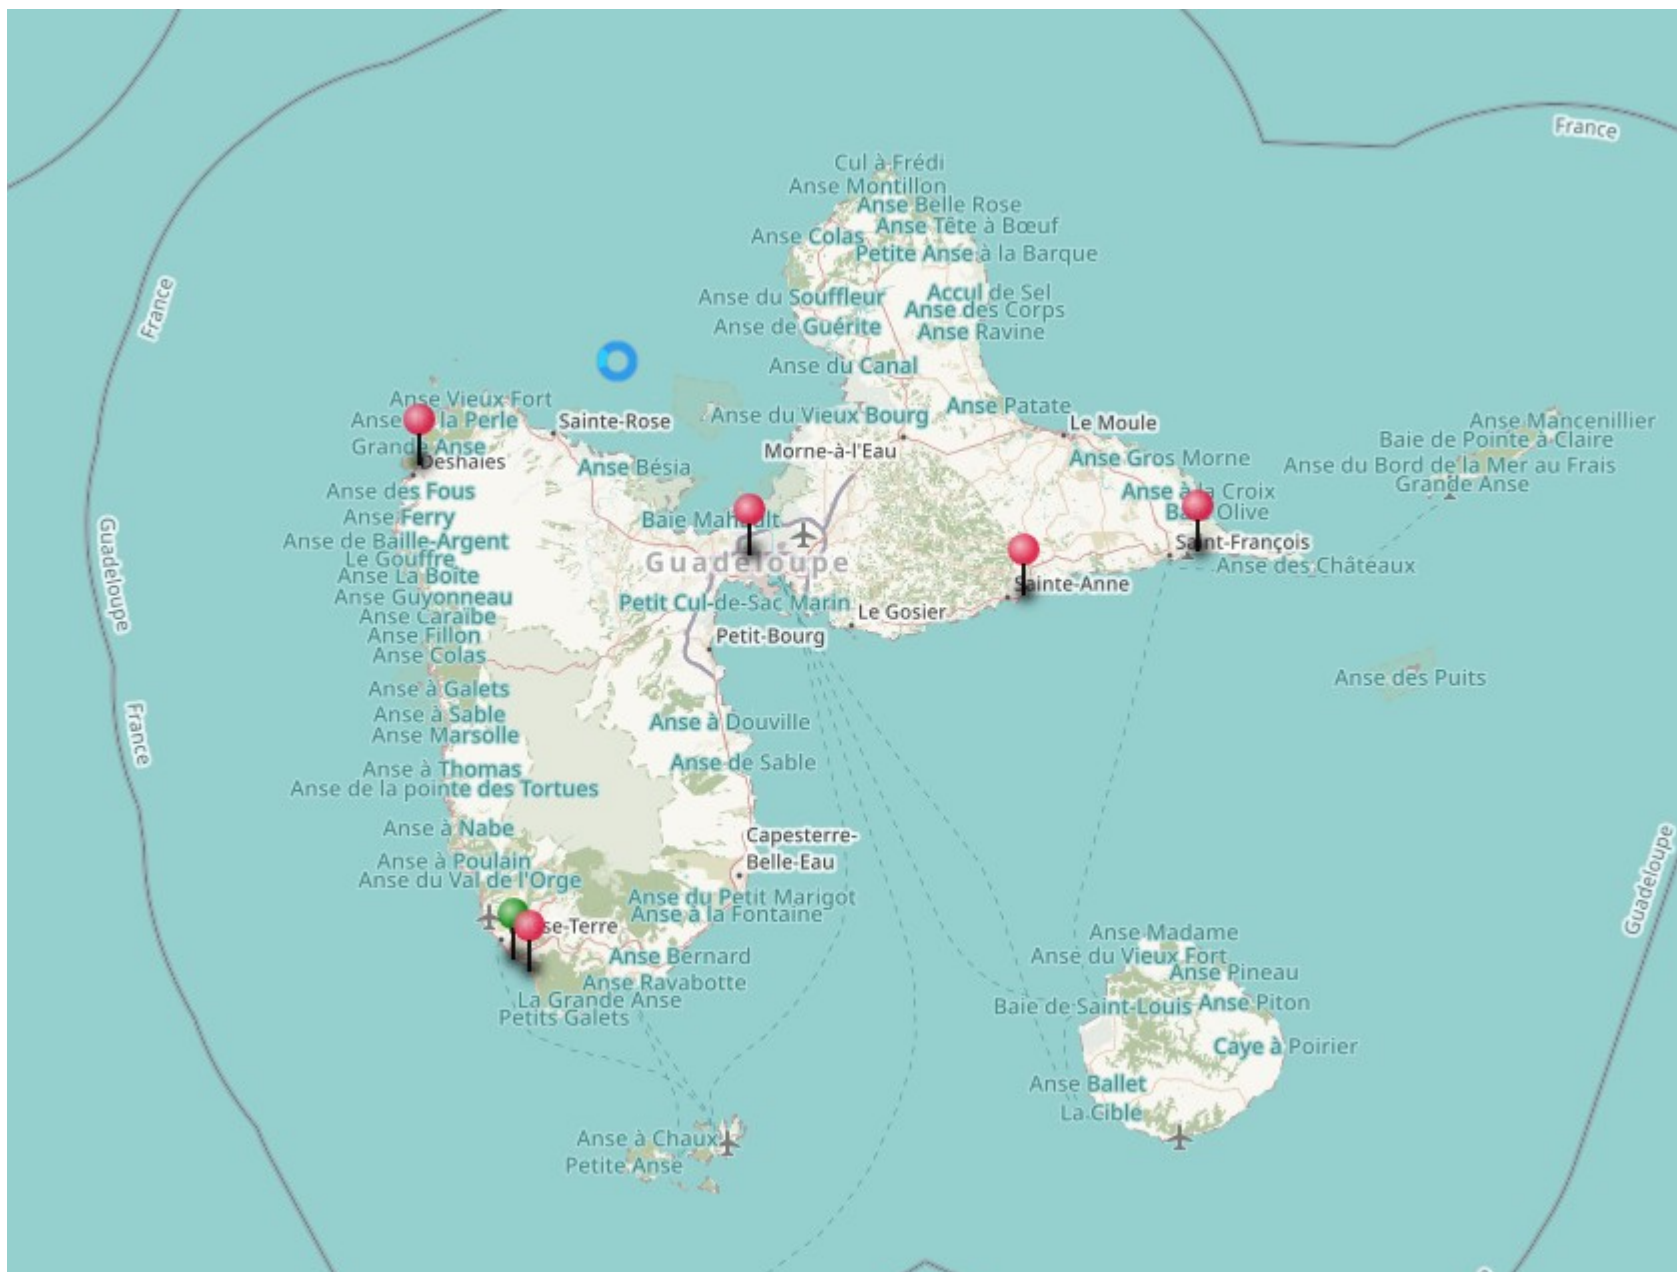 France
Cul à Frédi
Anse Montillon
Anse Belle Rose
Anse Tête à Bœuf
Anse Colas
Petite Anse à la Barque
France
Anse du Souffleur
Accul de Sel
Anse des Corps
Anse de Guérite
Anse Ravine
Anse du Canal
Anse Vieux Fort
Anse la Perle
Sainte-Rose
Anse du Vieux Bourg
Anse Patate
Le Moule
Anse Mancenillier
Baie de Pointe à Claire
Grande Anse
Morne-à-l'Eau
Deshaies
Anse Bésia
Anse Gros Morne
Anse du Bord de la Mer au Frais
Grande Anse
Anse des Fous
Anse à la Croix
Anse Ferry
Baie Mahault
Olive
Guadeloupe
Anse de Baille-Argent
Saint-François
Le Gouffre
Guadeloupe
Anse des Châteaux
Anse La Boîte
Sainte-Anne
Anse Guyonneau
Petit Cul-de-Sac Marin
Le Gosier
Anse Caraïbe
Anse Fillon
Petit-Bourg
Anse Colas
Anse des Puits
Anse à Galets
Anse à Sable
Anse à Douville
France
Anse Marsolle
Anse de Sable
Anse à Thomas
Anse de la pointe des Tortues
Anse à Nabe
Capesterre-
Belle-Eau
Anse à Poulain
Anse du Val de l'Orge
Guadeloupe
Anse du Petit Marigot
Anse à la Fontaine
se-Terre
Anse Madame
Anse Bernard
Anse du Vieux Fort
Anse Pineau
Anse Ravabotte
La Grande Anse
Baie de Saint-Louis
Anse Piton
Petits Galets
Caye à Poirier
Anse Ballet
La Cible
Anse à Chaux
Petite Anse